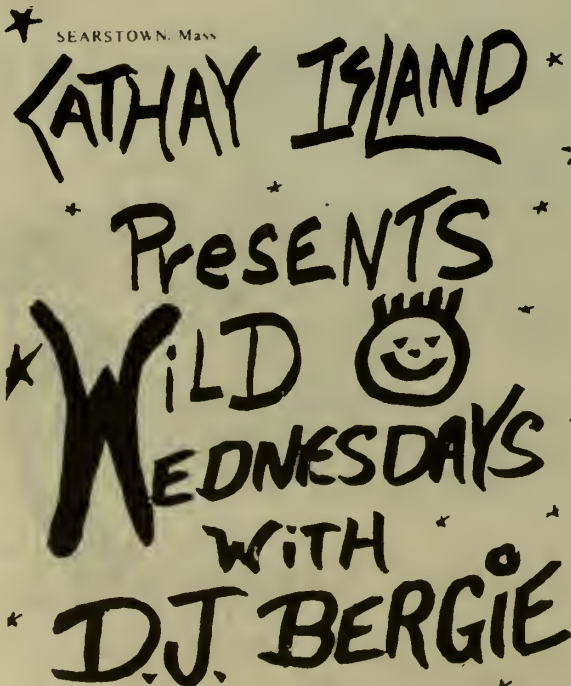 SEARSTOWN, Mass
CATHAY ISLAND
PreSENTS
WiLD
WEDNESDAYS
WiTH
D.J. BERGiE